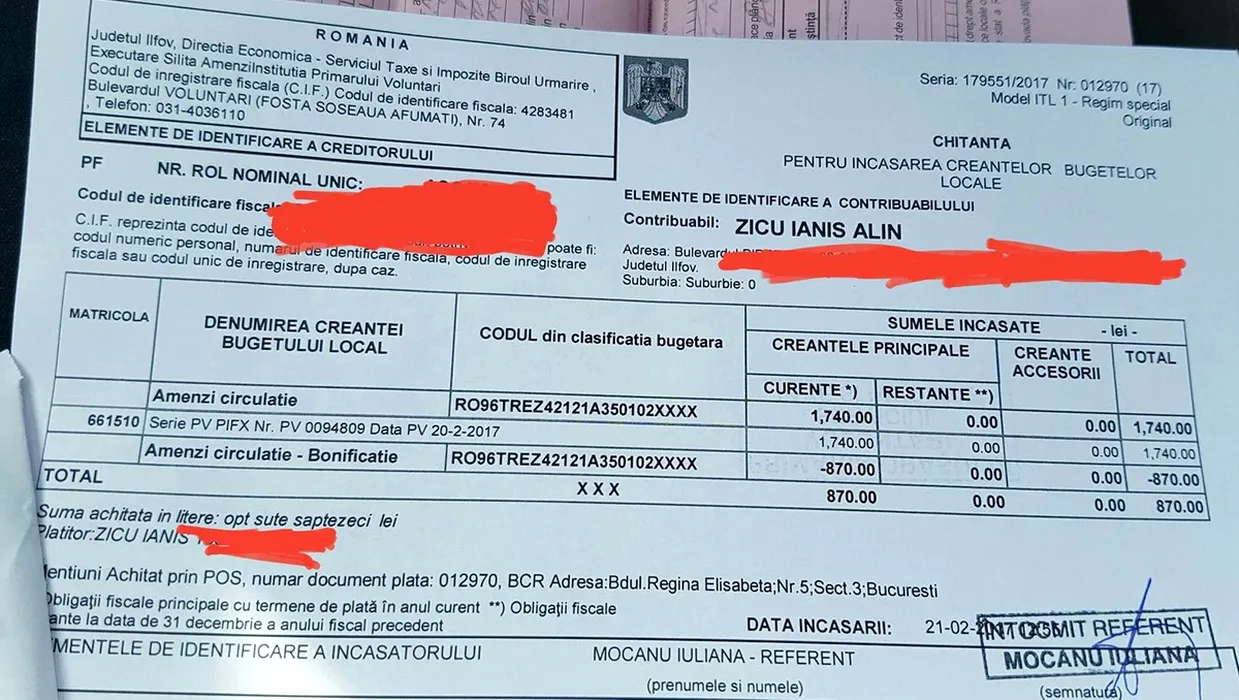 ROMANIA
Judetul Ilfov, Directia Economica - Serviciul Taxe si Impozite Biroul Urmarire ,
Executare Silita AmenziInstitutia Primarului Voluntari
Codul de inregistrare fiscala (C.I.F.) Codul de identificare fiscala: 4283481
Bulevardul VOLUNTARI (FOSTA SOSEAUA AFUMATI), Nr. 74
, Telefon: 031-4036110
ELEMENTE DE IDENTIFICARE A CREDITORULUI
PF NR. ROL NOMINAL UNIC:
Codul de identificare fiscala
C.I.F. reprezinta codul de poate fi:
codul numeric personal, numarul de identificare fiscala, codul de inregistrare
fiscala sau codul unic de inregistrare, dupa caz.
Seria: 179551/2017 Nr: 012970 (17)
Model ITL 1 - Regim special
Original
CHITANTA
PENTRU INCASAREA CREANTELOR BUGETELOR
LOCALE
ELEMENTE DE IDENTIFICARE A CONTRIBUABILULUI
Contribuabil: ZICU IANIS ALIN
Adresa: Bulevardul
Judetul Ilfov.
Suburbia: Suburbie: 0
MATRICOLA
DENUMIREA CREANTEI
BUGETULUI LOCAL
CODUL din clasificatia bugetara
SUMELE INCASATE - lei -
CREANTELE PRINCIPALE
CREANTE
ACCESORII
TOTAL
CURENTE *) RESTANTE **)
Amenzi circulatie RO96TREZ42121A350102XXXX 1,740.00 0.00 0.00 1,740.00
661510 Serie PV PIFX Nr. PV 0094809 Data PV 20-2-2017 1,740.00 0.00 0.00 1,740.00
Amenzi circulatie - Bonificatie RO96TREZ42121A350102XXXX -870.00 0.00 0.00 -870.00
TOTAL X X X 870.00 0.00 0.00 870.00
Suma achitata in litere: opt sute saptezeci lei
Platitor:ZICU IANIS
entiuni Achitat prin POS, numar document plata: 012970, BCR Adresa:Bdul.Regina Elisabeta;Nr.5;Sect.3;Bucuresti
Obligaţii fiscale principale cu termene de plată în anul curent **) Obligaţii fiscale
ante la data de 31 decembrie a anului fiscal precedent
DATA INCASARII: 21-02-
MENTELE DE IDENTIFICARE A INCASATORULUI
MOCANU IULIANA - REFERENT
(prenumele si numele)
INTOCMIT REFERENT
MOCANU IULIANA
(semnatuta)